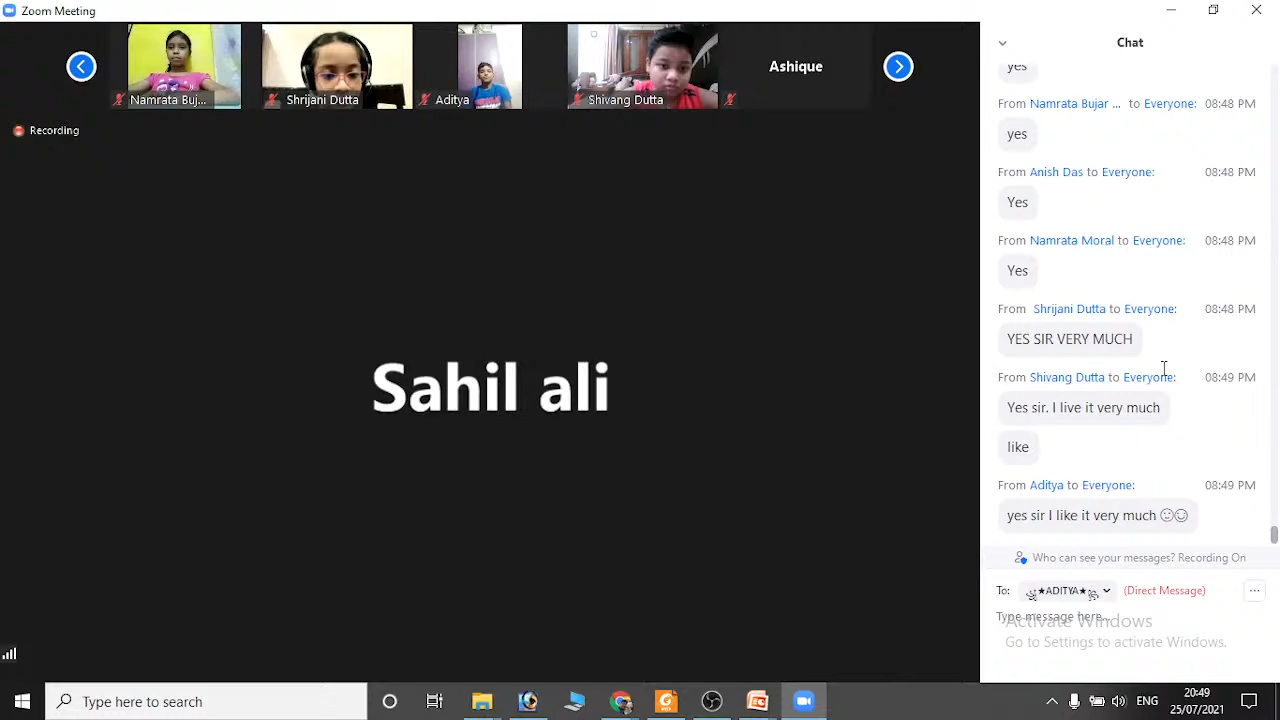 Zoom Meeting
Namrata Buj...
Shrijani Dutta
Aditya
Shivang Dutta
Ashique
Recording
Sahil ali
Chat
yes
From Namrata Bujar ... to Everyone: 08:48 PM
yes
From Anish Das to Everyone: 08:48 PM
Yes
From Namrata Moral to Everyone: 08:48 PM
Yes
From Shrijani Dutta to Everyone: 08:48 PM
YES SIR VERY MUCH
From Shivang Dutta to Everyone: 08:49 PM
Yes sir. I live it very much
like
From Aditya to Everyone: 08:49 PM
yes sir I like it very much 🙂😊
Who can see your messages? Recording On
To: ꧁★ADITYA★꧂ (Direct Message)
Type message here...
Activate Windows
Go to Settings to activate Windows.
Type here to search
ENG
20:49
25/07/2021